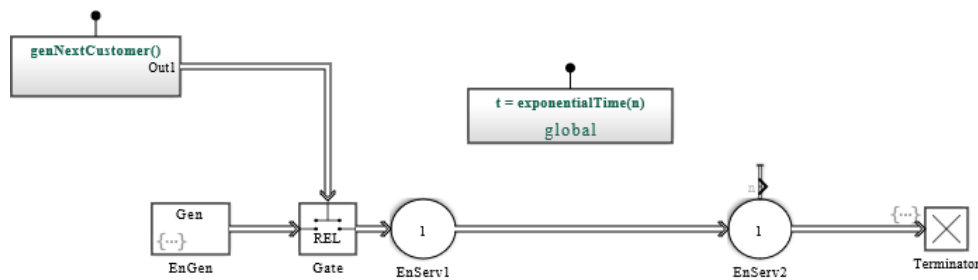 genNextCustomer()
Out1
t = exponentialTime(n)
global
n
Gen
{...}
EnGen
REL
Gate
1
EnServ1
1
EnServ2
{...}
Terminator